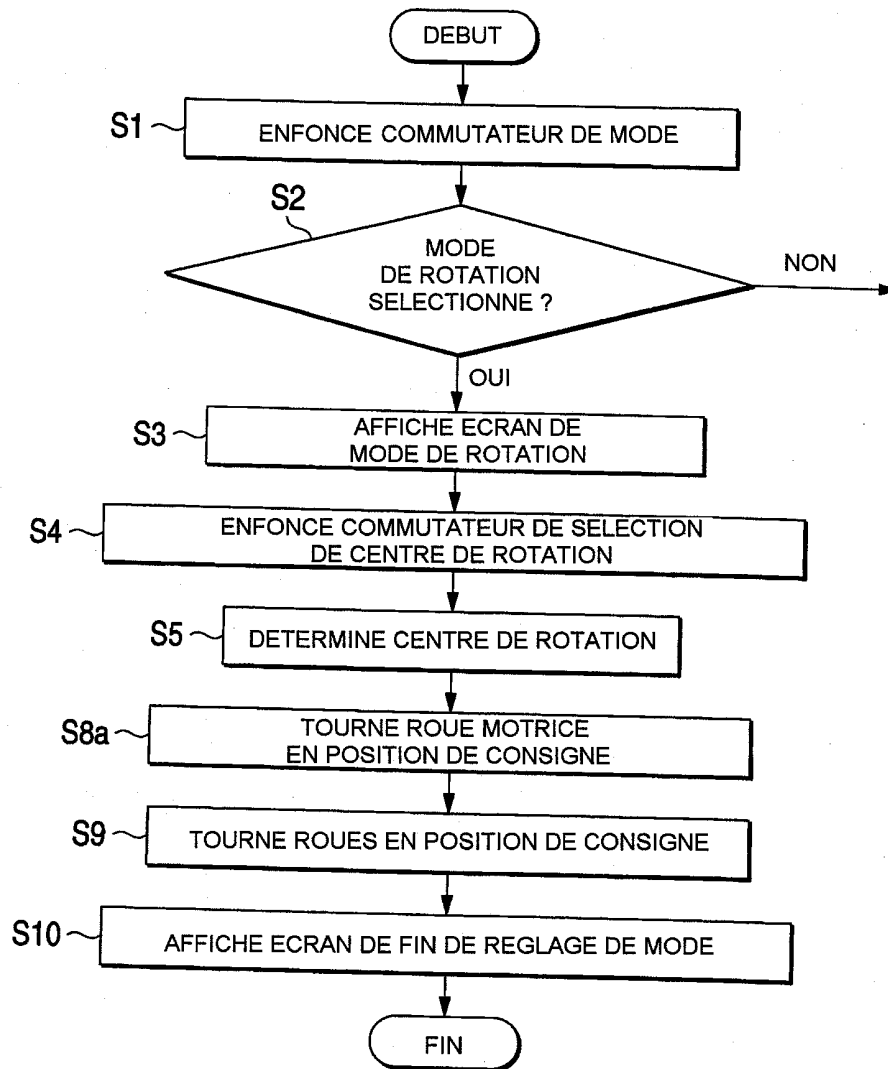 DEBUT
S1
ENFONCE COMMUTATEUR DE MODE
S2
MODE
DE ROTATION
SELECTIONNE ?
NON
OUI
S3
AFFICHE ECRAN DE
MODE DE ROTATION
S4
ENFONCE COMMUTATEUR DE SELECTION
DE CENTRE DE ROTATION
S5
DETERMINE CENTRE DE ROTATION
S8a
TOURNE ROUE MOTRICE
EN POSITION DE CONSIGNE
S9
TOURNE ROUES EN POSITION DE CONSIGNE
S10
AFFICHE ECRAN DE FIN DE REGLAGE DE MODE
FIN